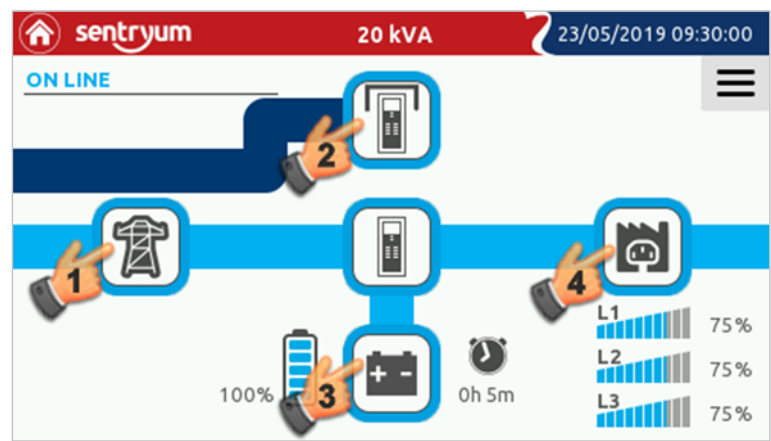 sentryum 20 kVA 23/05/2019 09:30:00
ON LINE
2
1
4
L1 75%
L2 75%
100% 3 + - 0h 5m
L3 75%